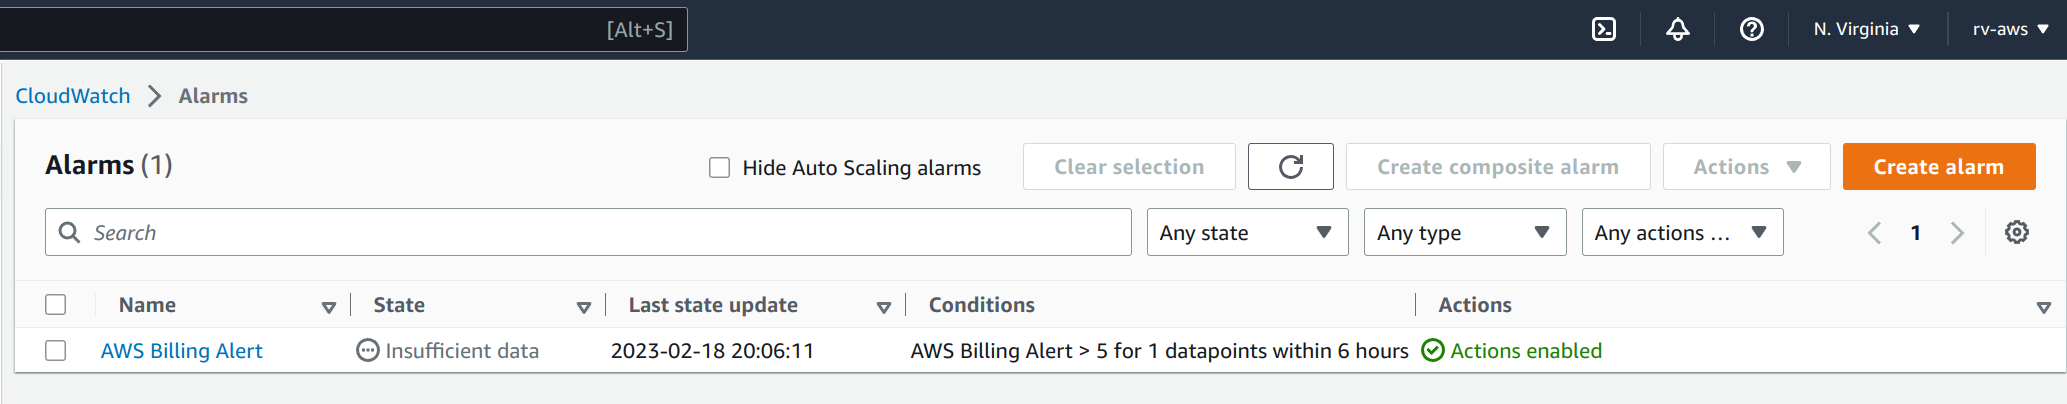 [Alt+S] N. Virginia rv-aws
CloudWatch Alarms
Alarms (1) Hide Auto Scaling alarms Clear selection Create composite alarm Actions Create alarm
Search Any state Any type Any actions ... 1
Name State Last state update Conditions Actions
AWS Billing Alert Insufficient data 2023-02-18 20:06:11 AWS Billing Alert > 5 for 1 datapoints within 6 hours Actions enabled